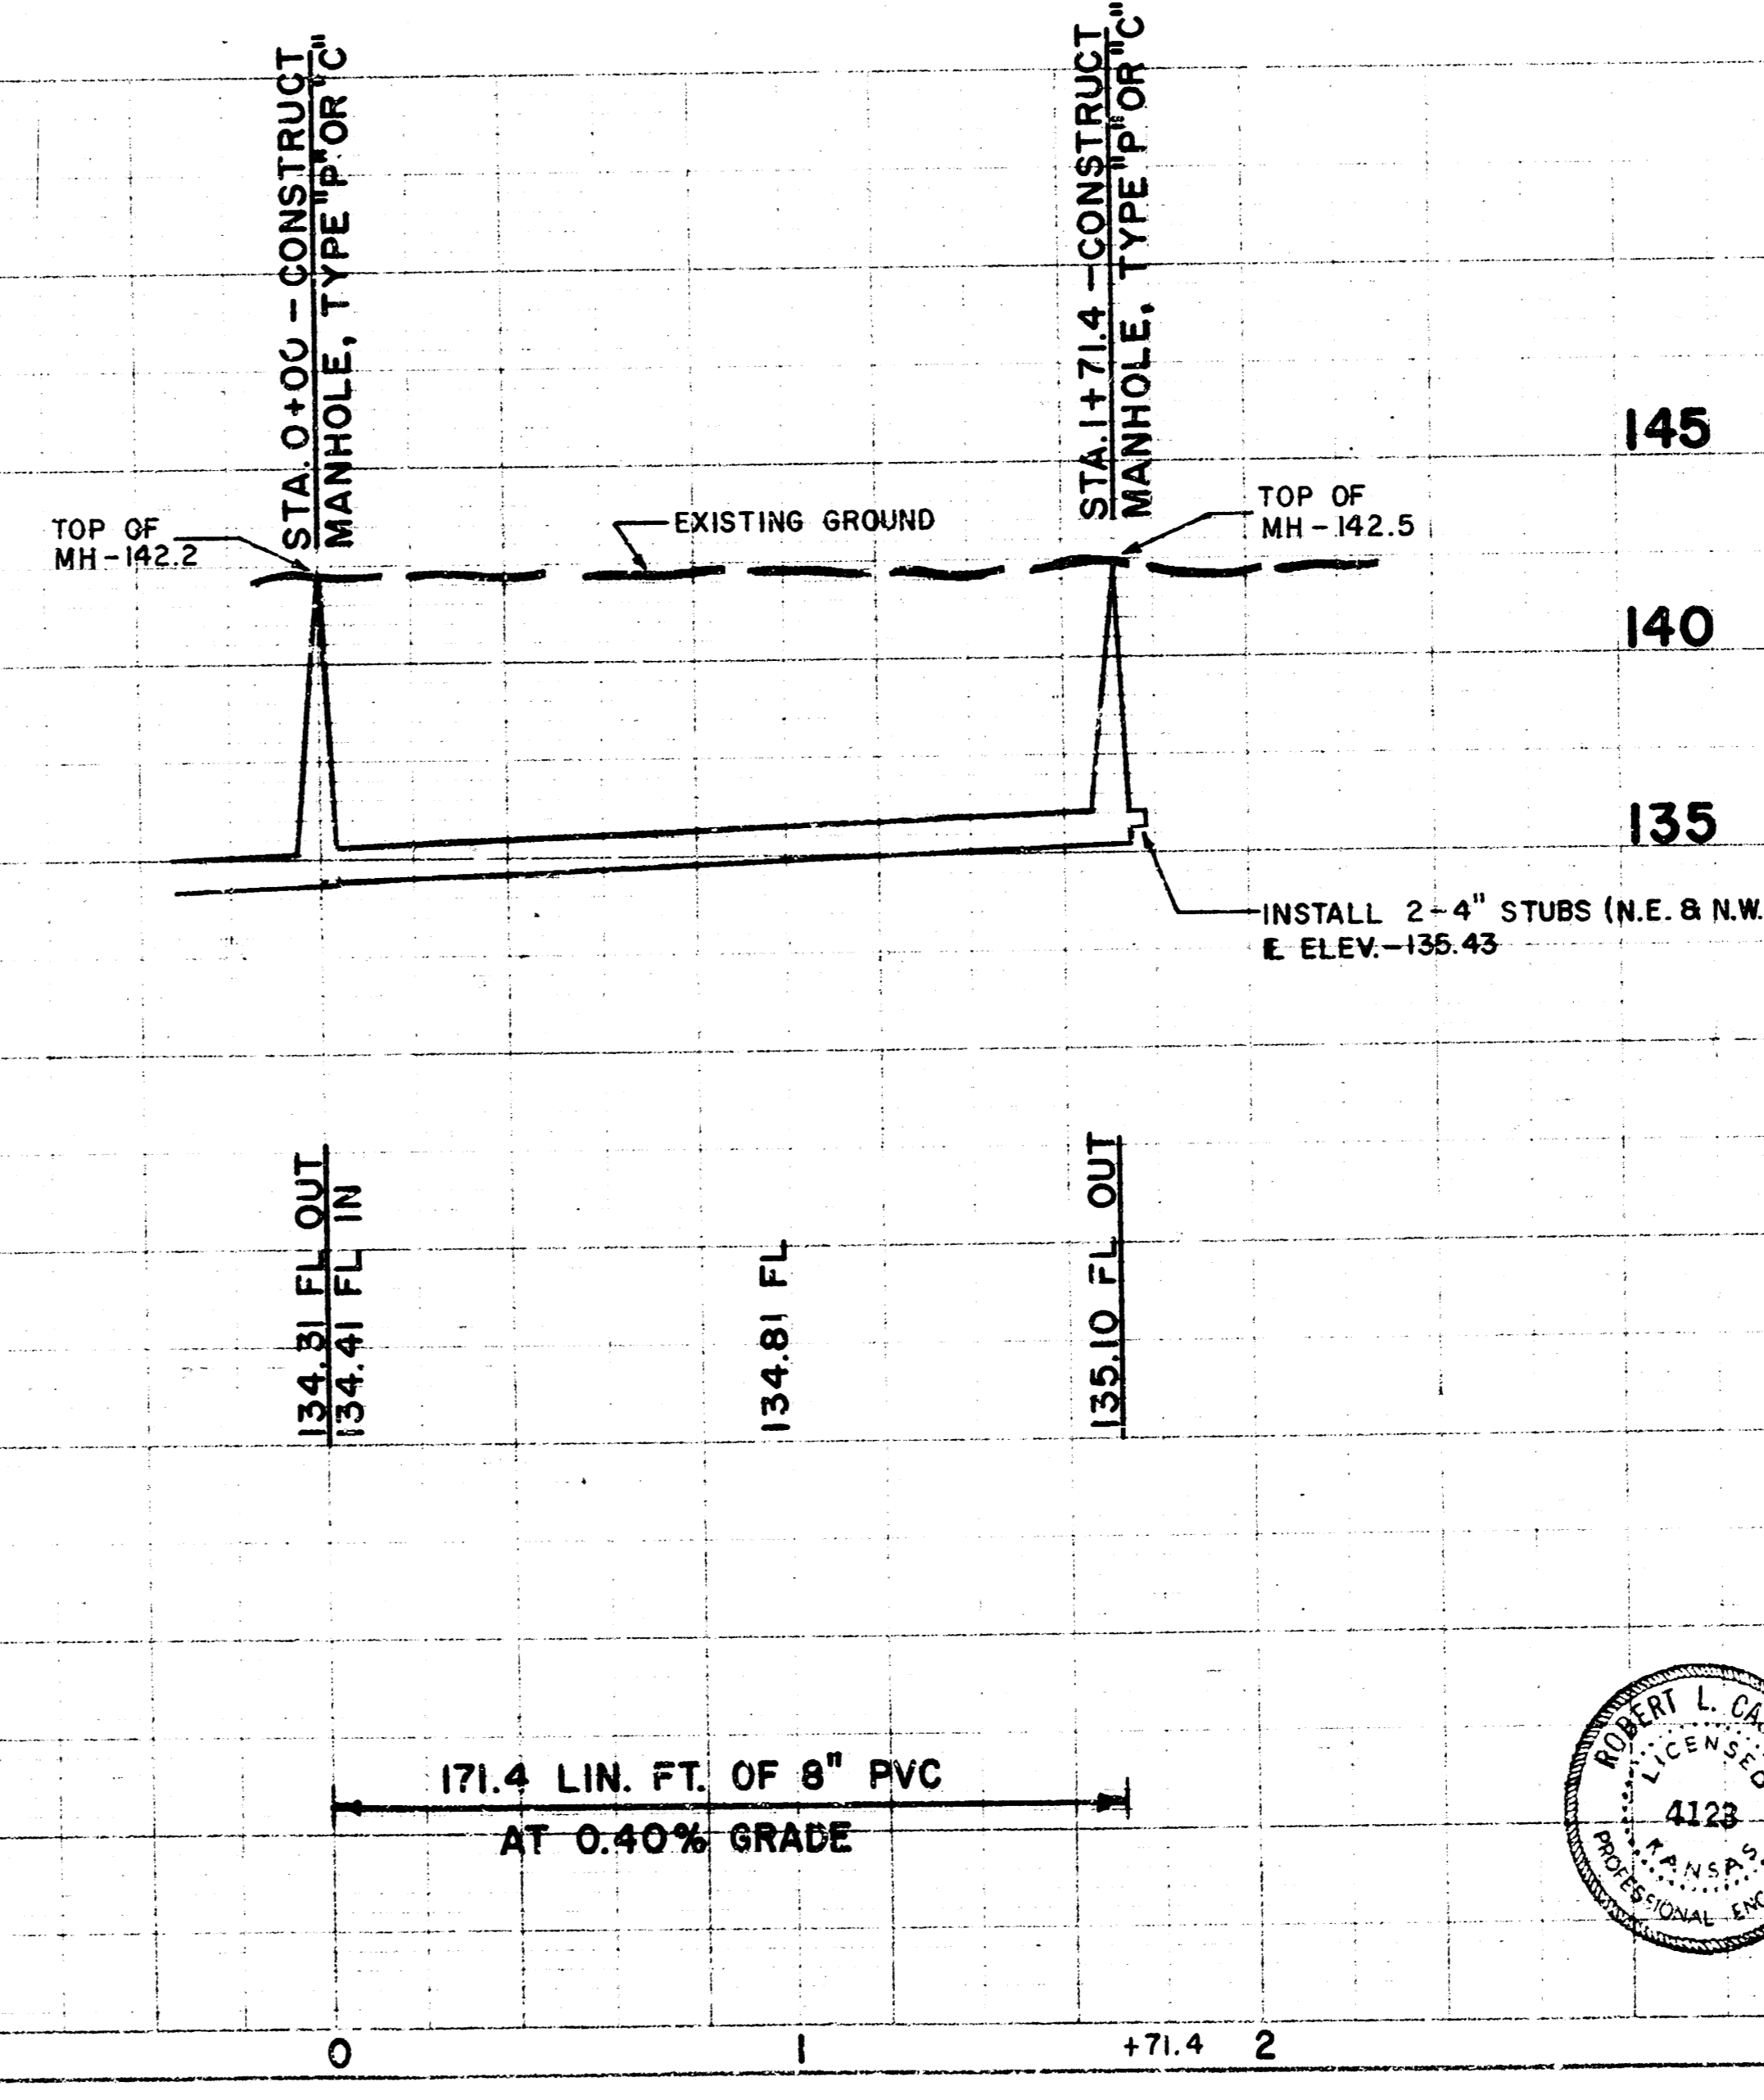 STA. 0+00 - CONSTRUCT
MANHOLE, TYPE "P" OR "C"
STA. 1+71.4 - CONSTRUCT
MANHOLE, TYPE "P" OR "C"
145
TOP OF
MH-142.2
EXISTING GROUND
TOP OF
MH-142.5
140
135
INSTALL 2-4" STUBS (N.E. & N.W.
ELEV.-135.43
134.31 FL OUT
134.41 FL IN
134.81 FL
135.10 FL OUT
171.4 LIN. FT. OF 8" PVC
AT 0.40% GRADE
ROBERT L. CA
LICENSED
4123
KANSAS
PROFESSIONAL ENG
0
1
+71.4
2